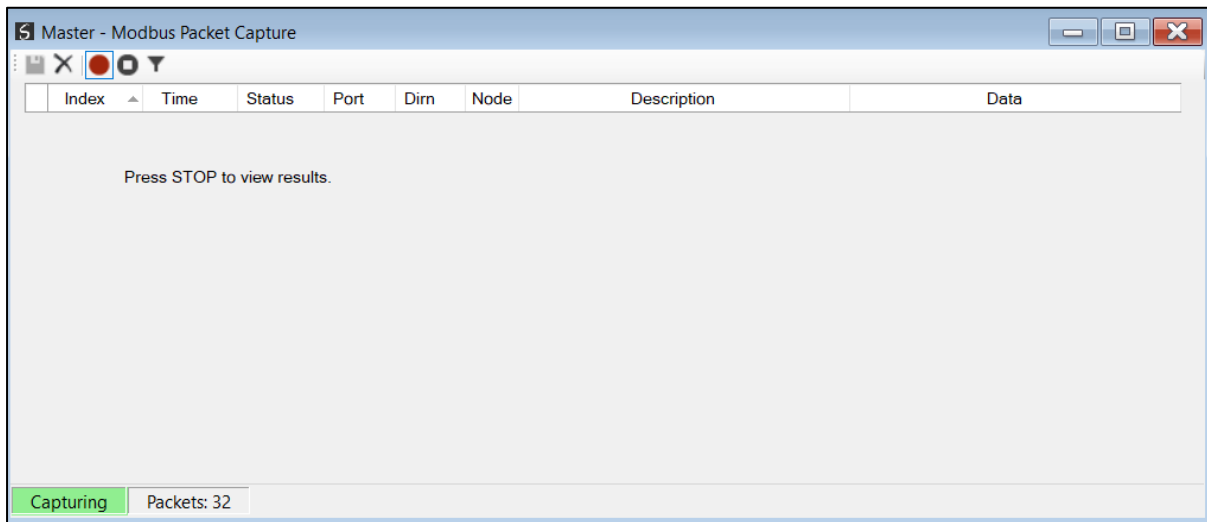 Master - Modbus Packet Capture
Index Time Status Port Dirn Node Description Data
Press STOP to view results.
Capturing Packets: 32